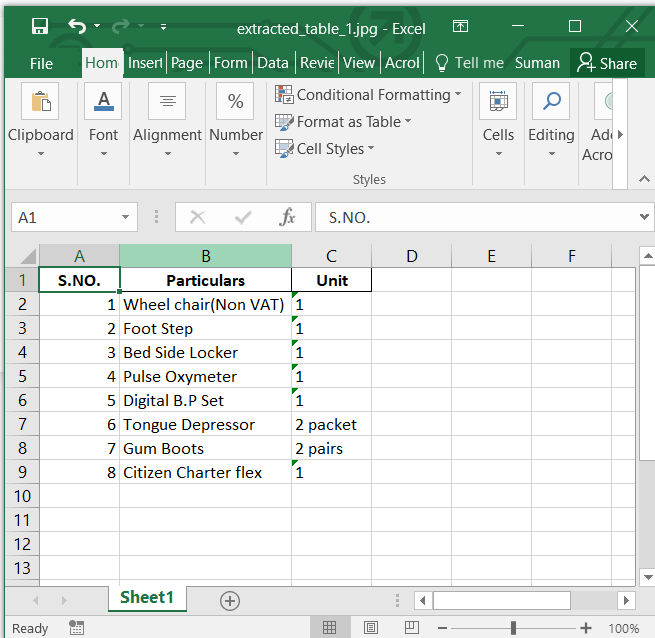 extracted_table_1.jpg - Excel
File Hom Insert Page Form Data Revie View Acrol Tell me Suman Share
Clipboard Font Alignment Number Conditional Formatting Format as Table Cell Styles Styles Cells Editing Ado Acro
A1 fx S.NO.
A B C D E F
1 S.NO. Particulars Unit
2 1 Wheel chair(Non VAT) 1
3 2 Foot Step 1
4 3 Bed Side Locker 1
5 4 Pulse Oxymeter 1
6 5 Digital B.P Set 1
7 6 Tongue Depressor 2 packet
8 7 Gum Boots 2 pairs
9 8 Citizen Charter flex 1
10
11
12
13
Sheet1
Ready 100%